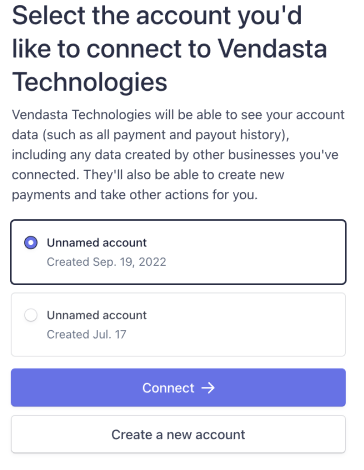 Select the account you'd
like to connect to Vendasta
Technologies
Vendasta Technologies will be able to see your account
data (such as all payment and payout history),
including any data created by other businesses you've
connected. They'll also be able to create new
payments and take other actions for you.
Unnamed account
Created Sep. 19, 2022
Unnamed account
Created Jul. 17
Connect →
Create a new account